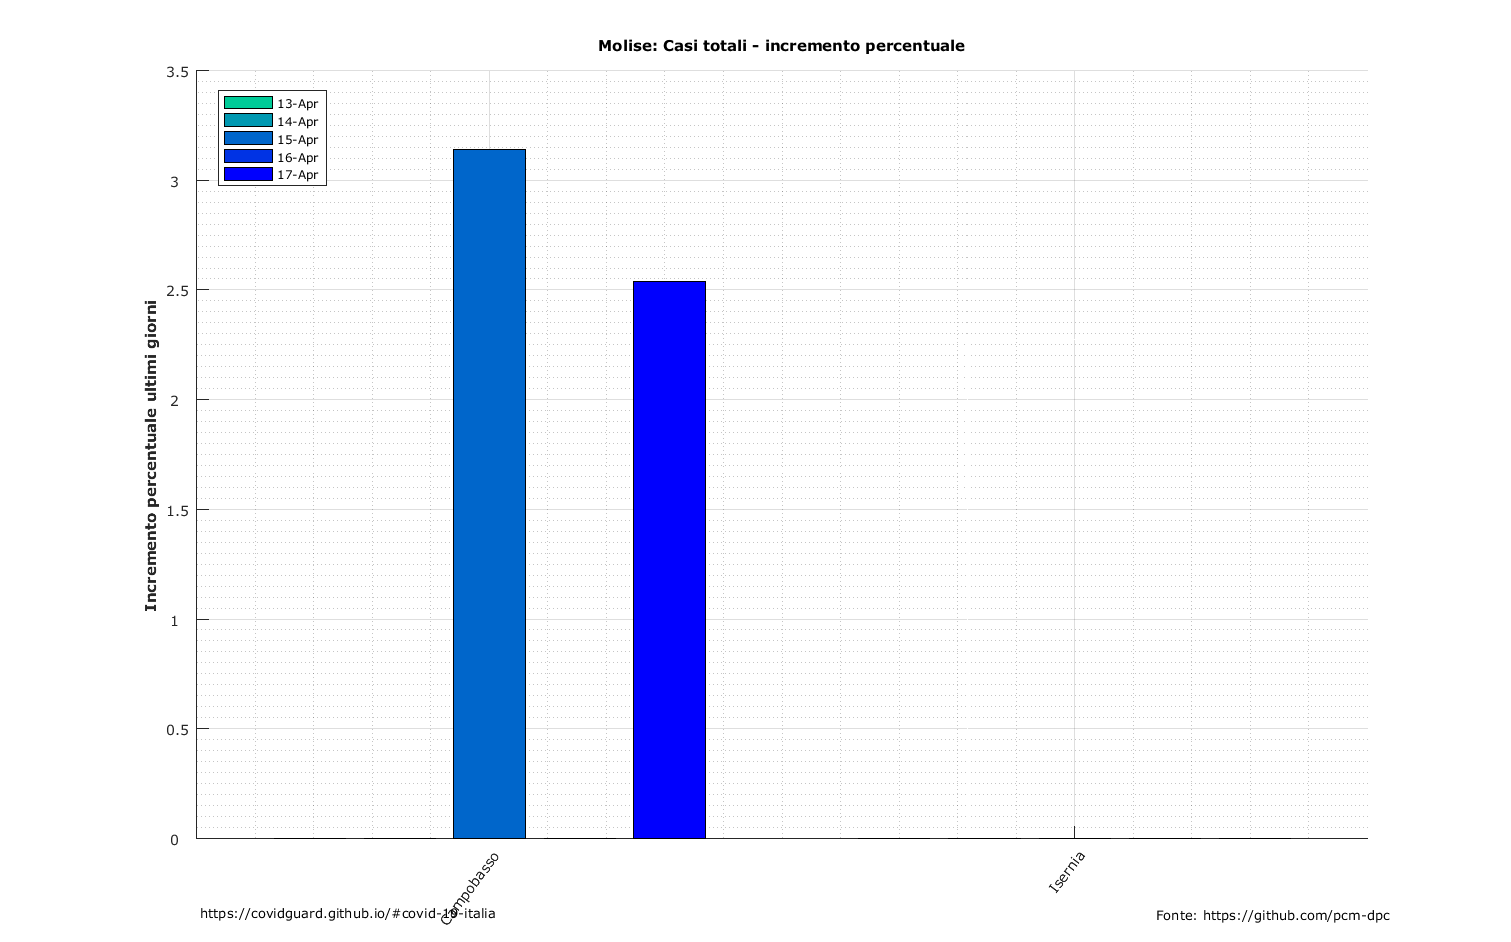 Molise: Casi totali - incremento percentuale
3.5
3
2.5
2
1.5
1
0.5
0
13-Apr
14-Apr
15-Apr
16-Apr
17-Apr
Incremento percentuale ultimi giorni
Campobasso
Isernia
https://covidguard.github.io/#covid-19-italia
Fonte: https://github.com/pcm-dpc